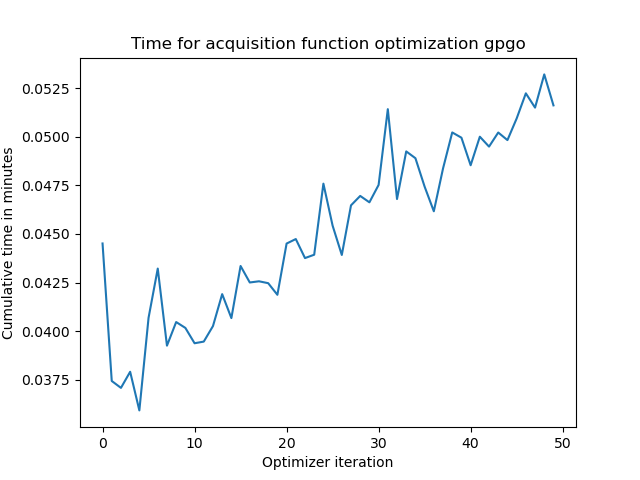 Time for acquisition function optimization gpgo
Cumulative time in minutes
0.0525
0.0500
0.0475
0.0450
0.0425
0.0400
0.0375
0 10 20 30 40 50
Optimizer iteration